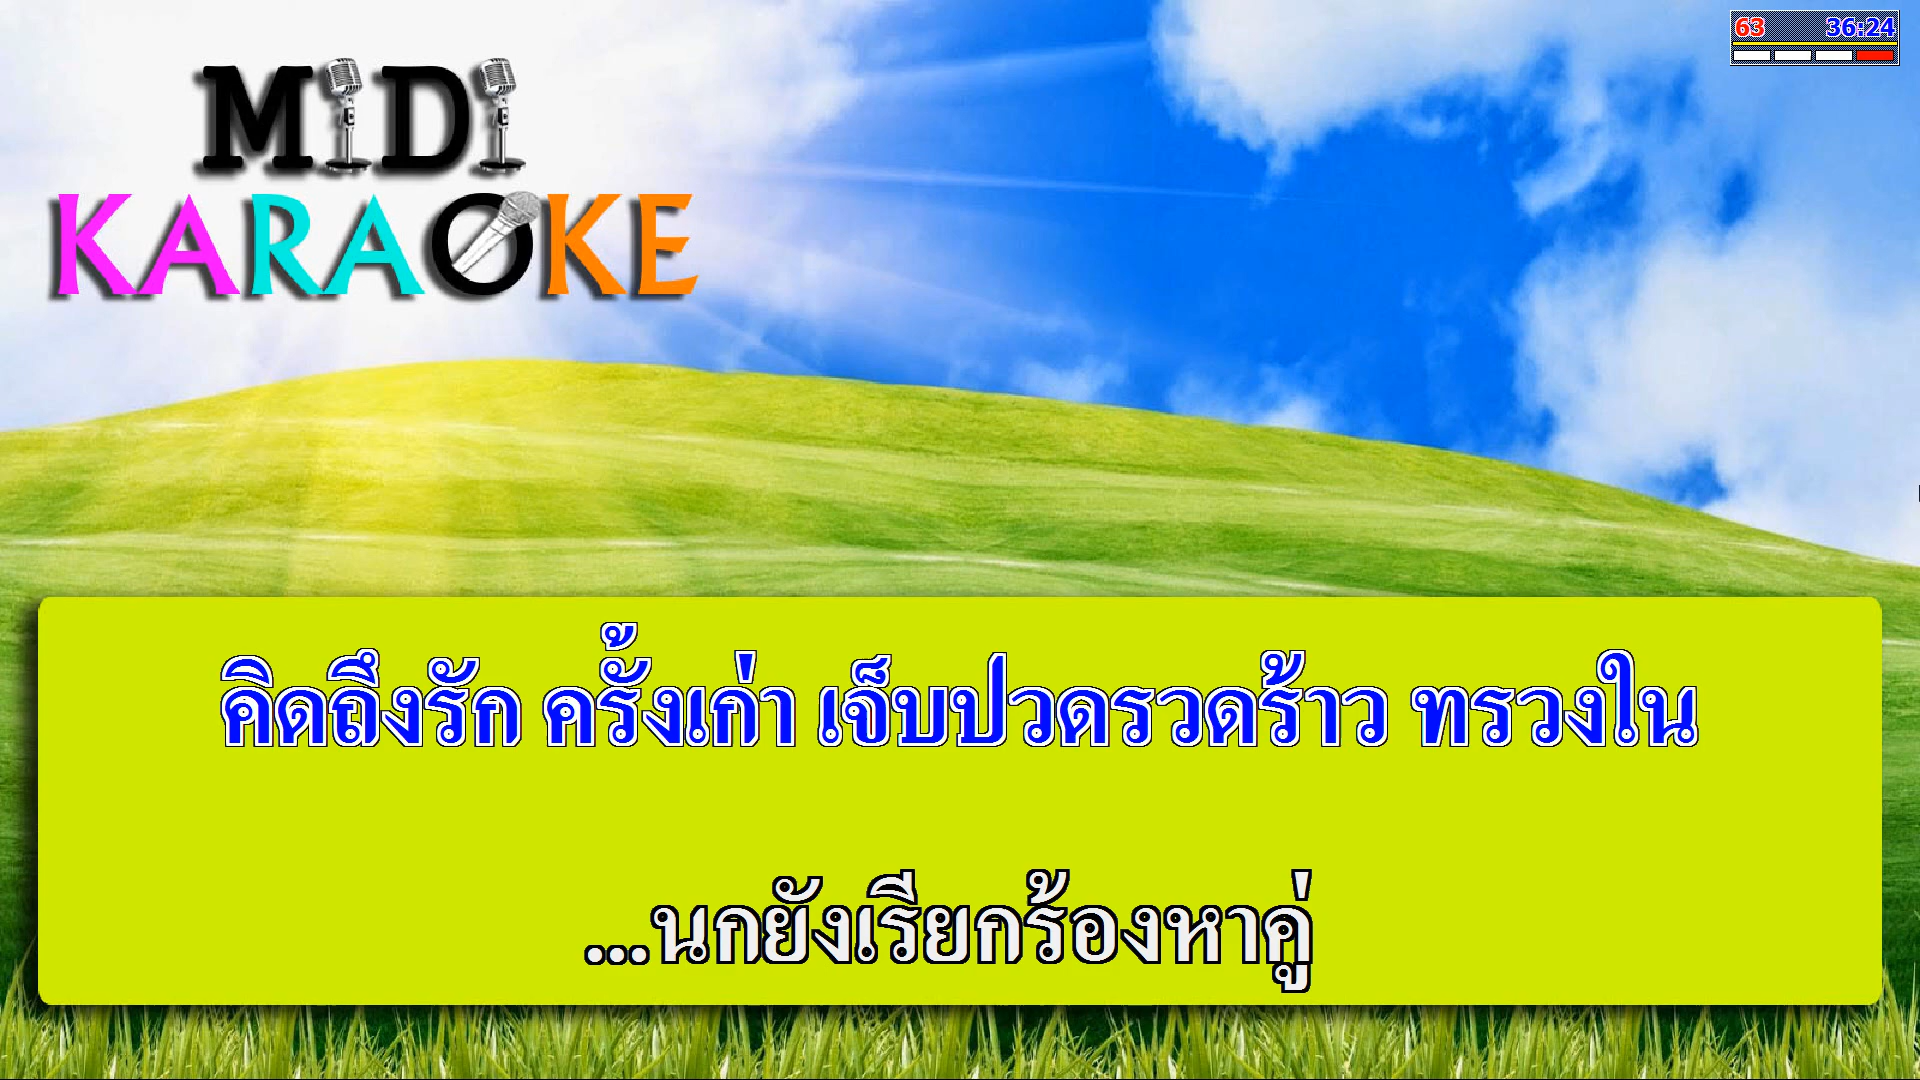 MiDi
KARAOKE
63 36:24
คิดถึงรัก ครั้งเก่า เจ็บปวดรวดร้าว ทรวงใน
...นกยังเรียกร้องหาคู่